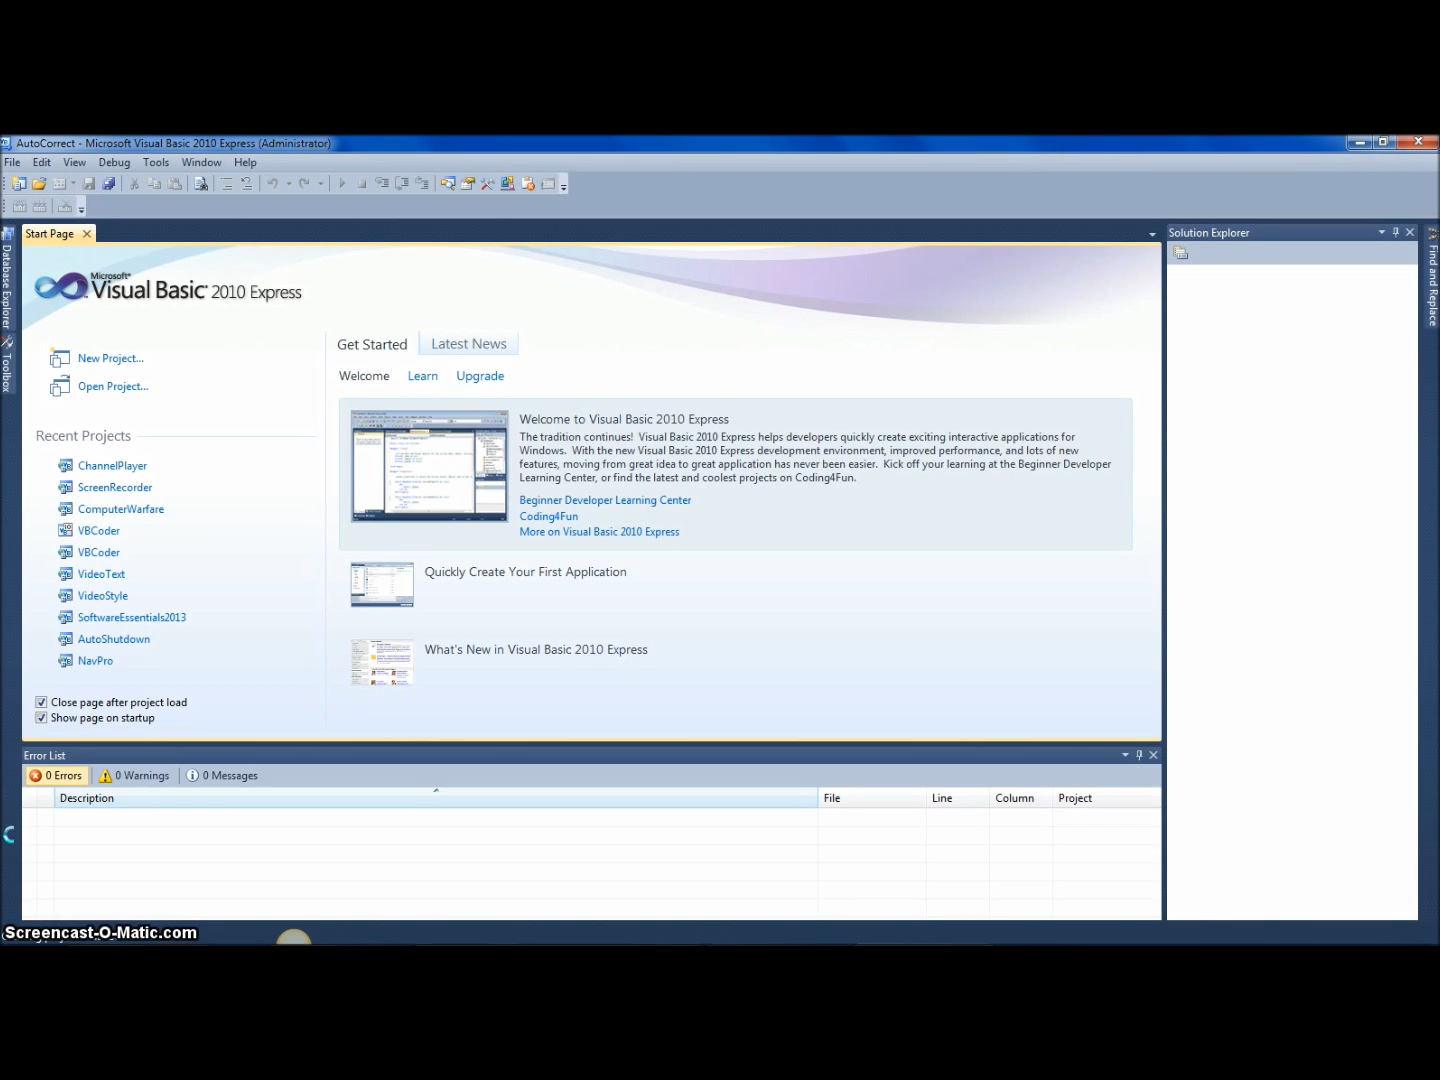 AutoCorrect - Microsoft Visual Basic 2010 Express (Administrator)
File Edit View Debug Tools Window Help
Start Page
Solution Explorer
Database Explorer
Toolbox
Find and Replace
Microsoft®
Visual Basic® 2010 Express
New Project...
Open Project...
Recent Projects
ChannelPlayer
ScreenRecorder
ComputerWarfare
VBCoder
VBCoder
VideoText
VideoStyle
SoftwareEssentials2013
AutoShutdown
NavPro
Close page after project load
Show page on startup
Get Started Latest News
Welcome Learn Upgrade
Welcome to Visual Basic 2010 Express
The tradition continues! Visual Basic 2010 Express helps developers quickly create exciting interactive applications for
Windows. With the new Visual Basic 2010 Express development environment, improved performance, and lots of new
features, moving from great idea to great application has never been easier. Kick off your learning at the Beginner Developer
Learning Center, or find the latest and coolest projects on Coding4Fun.
Beginner Developer Learning Center
Coding4Fun
More on Visual Basic 2010 Express
Quickly Create Your First Application
What's New in Visual Basic 2010 Express
Error List
0 Errors 0 Warnings 0 Messages
Description File Line Column Project
Screencast-O-Matic.com